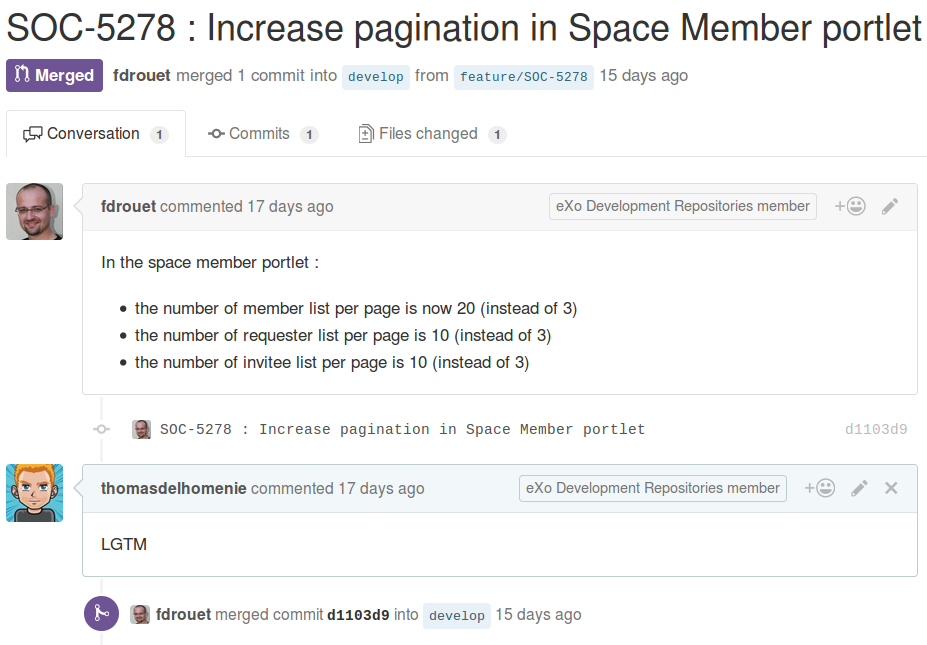 SOC-5278 : Increase pagination in Space Member portlet
Merged fdrouet merged 1 commit into develop from feature/SOC-5278 15 days ago
Conversation 1 Commits 1 Files changed 1
fdrouet commented 17 days ago eXo Development Repositories member +
In the space member portlet :
• the number of member list per page is now 20 (instead of 3)
• the number of requester list per page is 10 (instead of 3)
• the number of invitee list per page is 10 (instead of 3)
SOC-5278 : Increase pagination in Space Member portlet d1103d9
thomasdelhomenie commented 17 days ago eXo Development Repositories member +
LGTM
fdrouet merged commit d1103d9 into develop 15 days ago